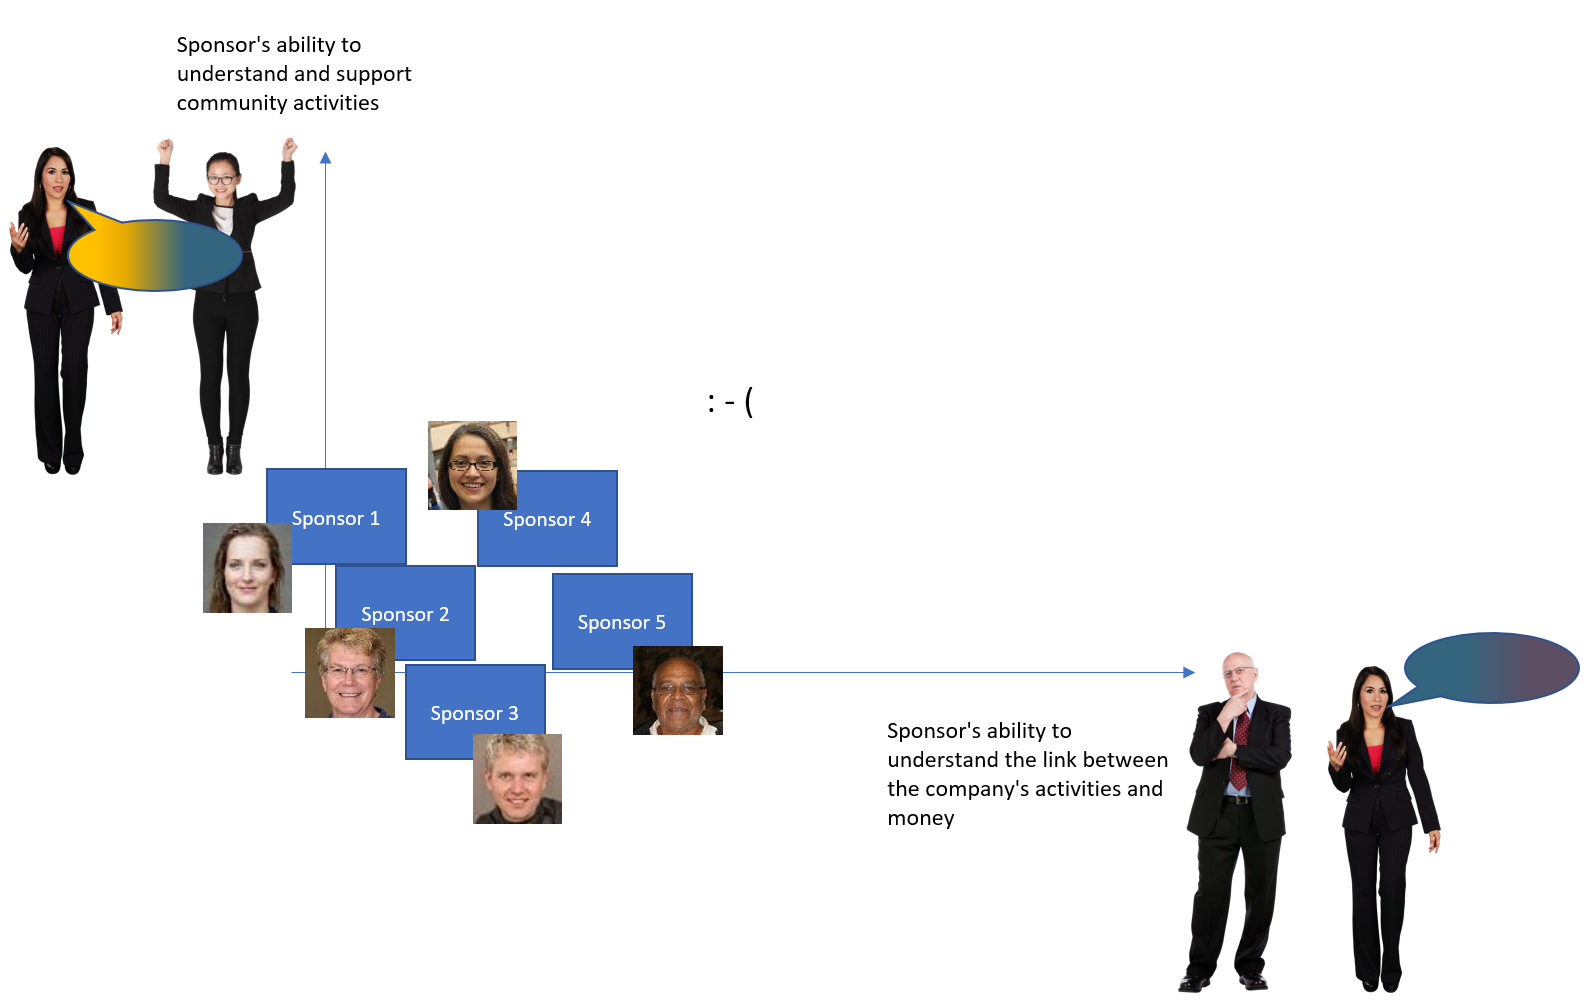 Sponsor's ability to
understand and support
community activities
: - (
Sponsor 1
Sponsor 4
Sponsor 2
Sponsor 5
Sponsor 3
Sponsor's ability to
understand the link between
the company's activities and
money